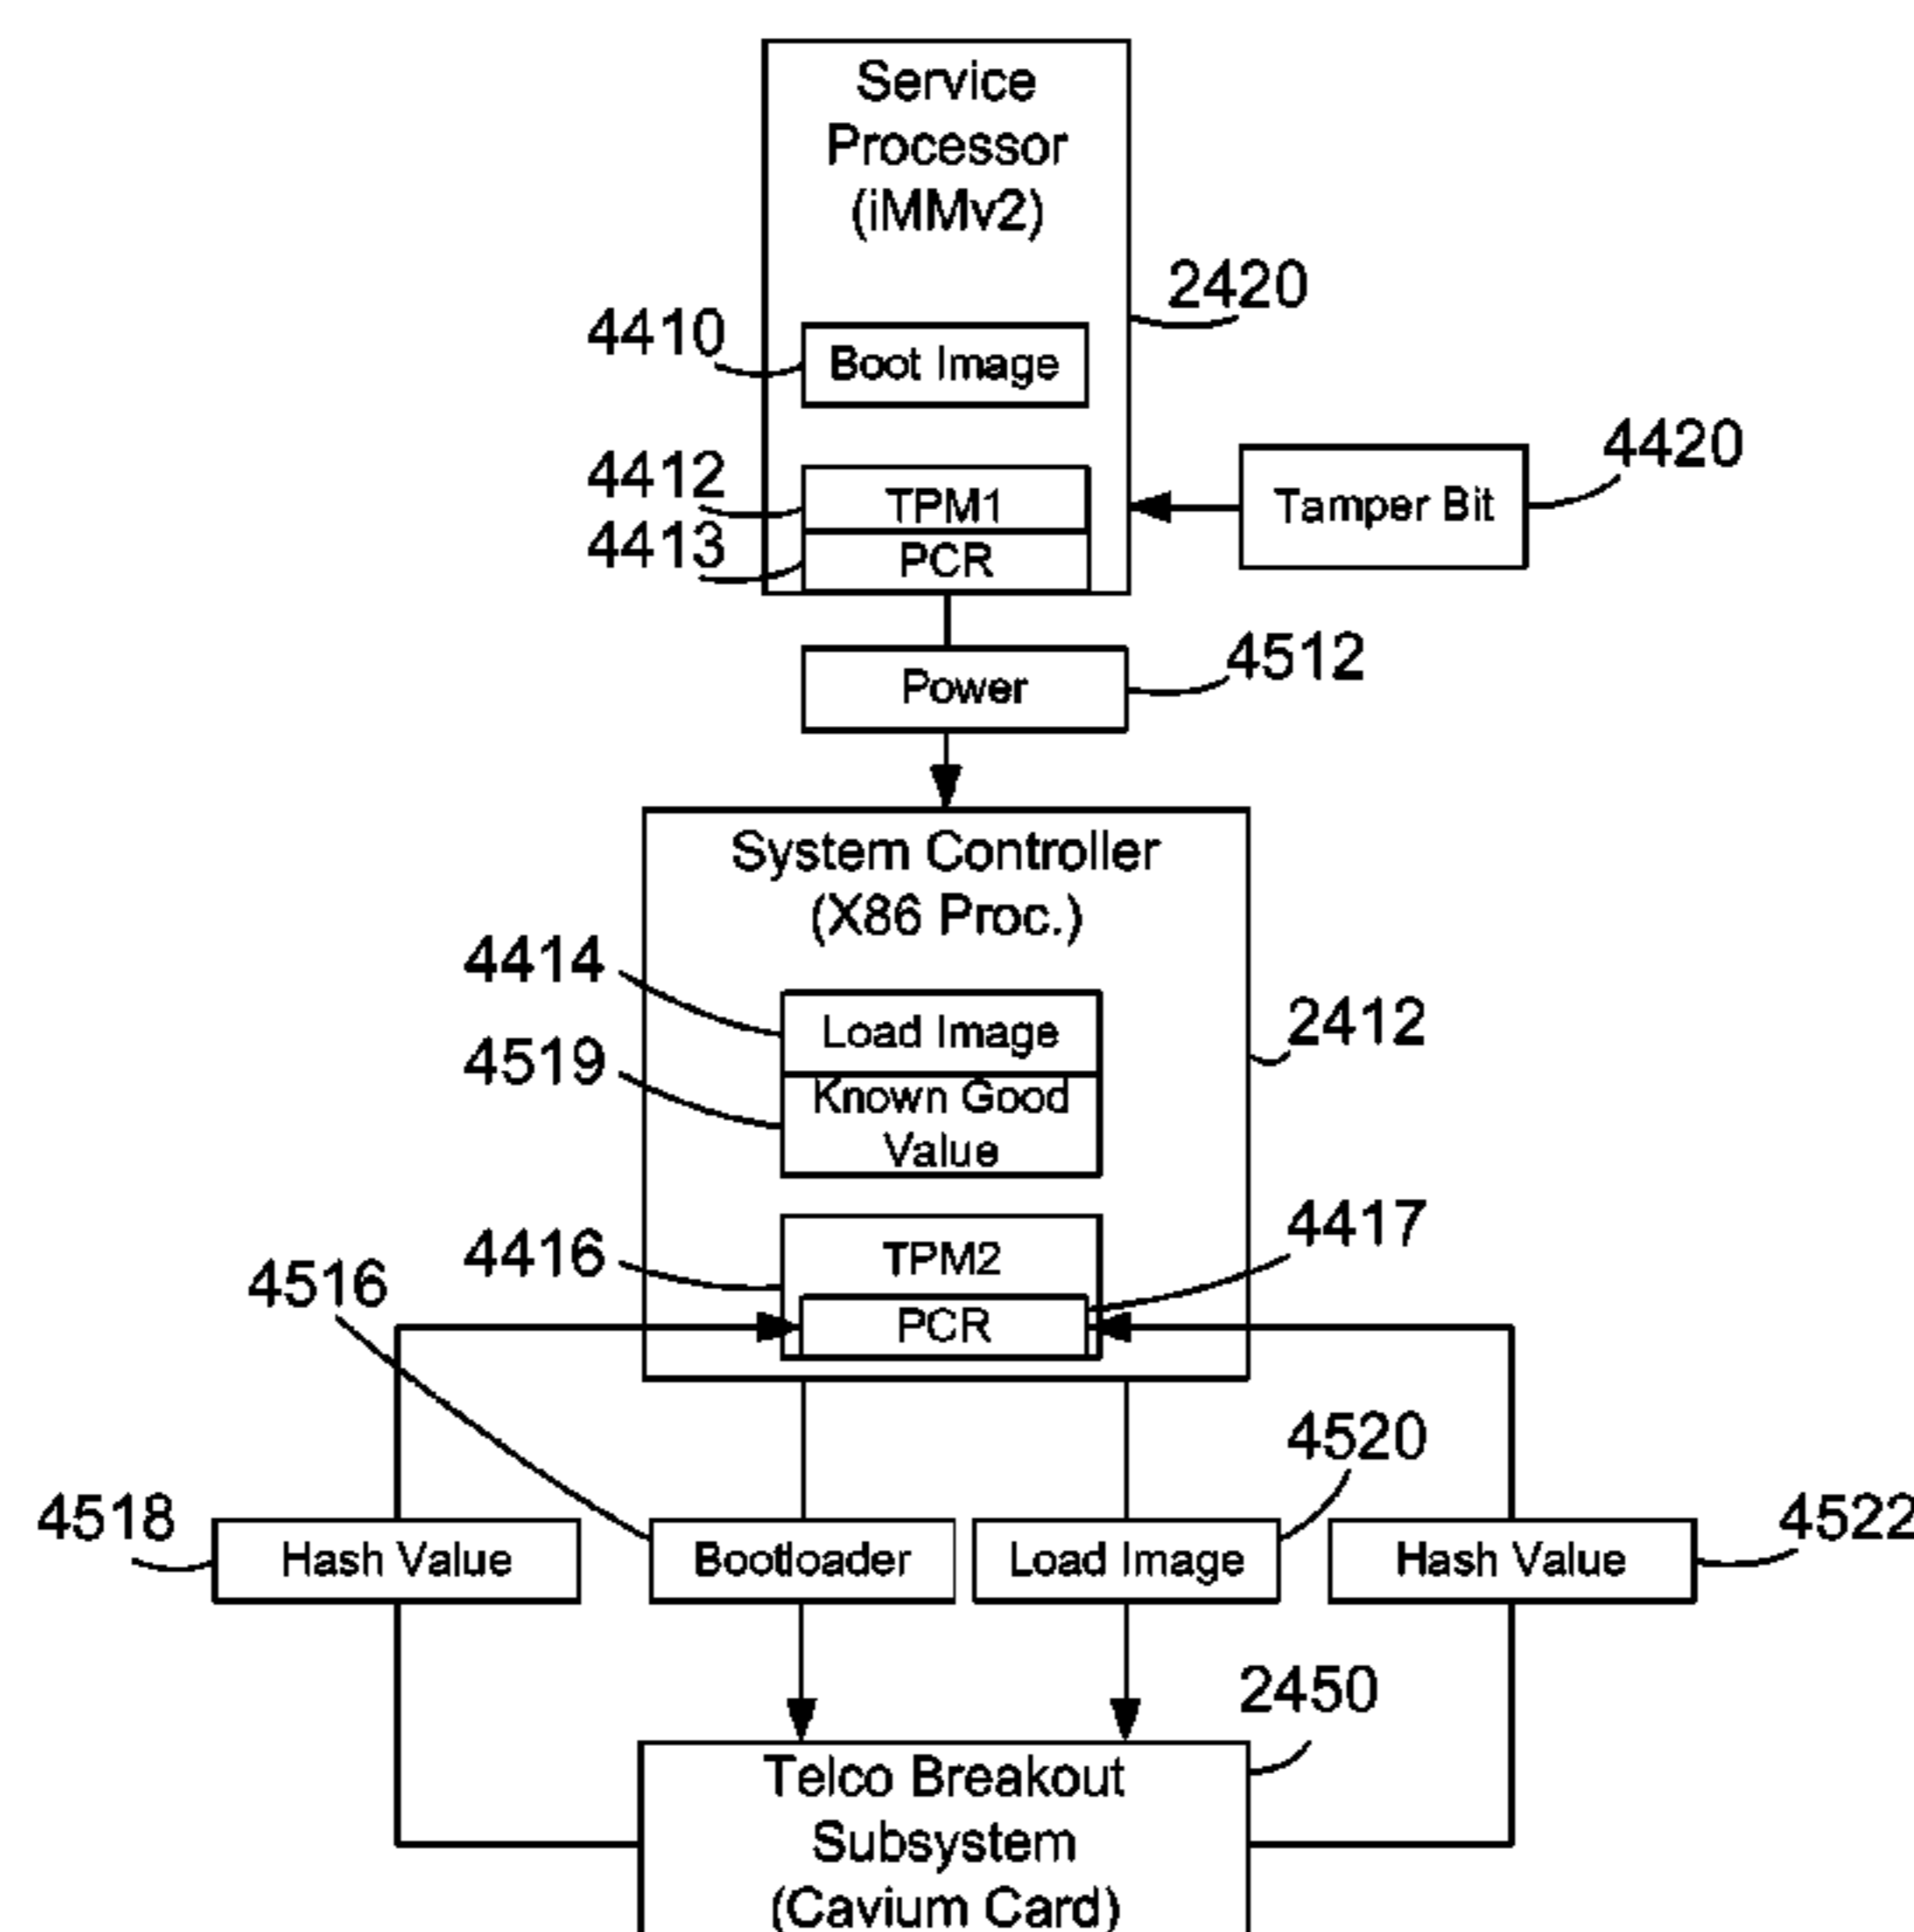 Service
Processor
(iMMv2)
2420
4410
Boot Image
4412
TPM1
4413
PCR
Tamper Bit
4420
Power
4512
System Controller
(X86 Proc.)
4414
Load Image
2412
4519
Known Good
Value
4416
TPM2
4417
PCR
4516
4520
4518
Hash Value
Bootloader
Load Image
Hash Value
4522
2450
Telco Breakout
Subsystem
(Cavium Card)